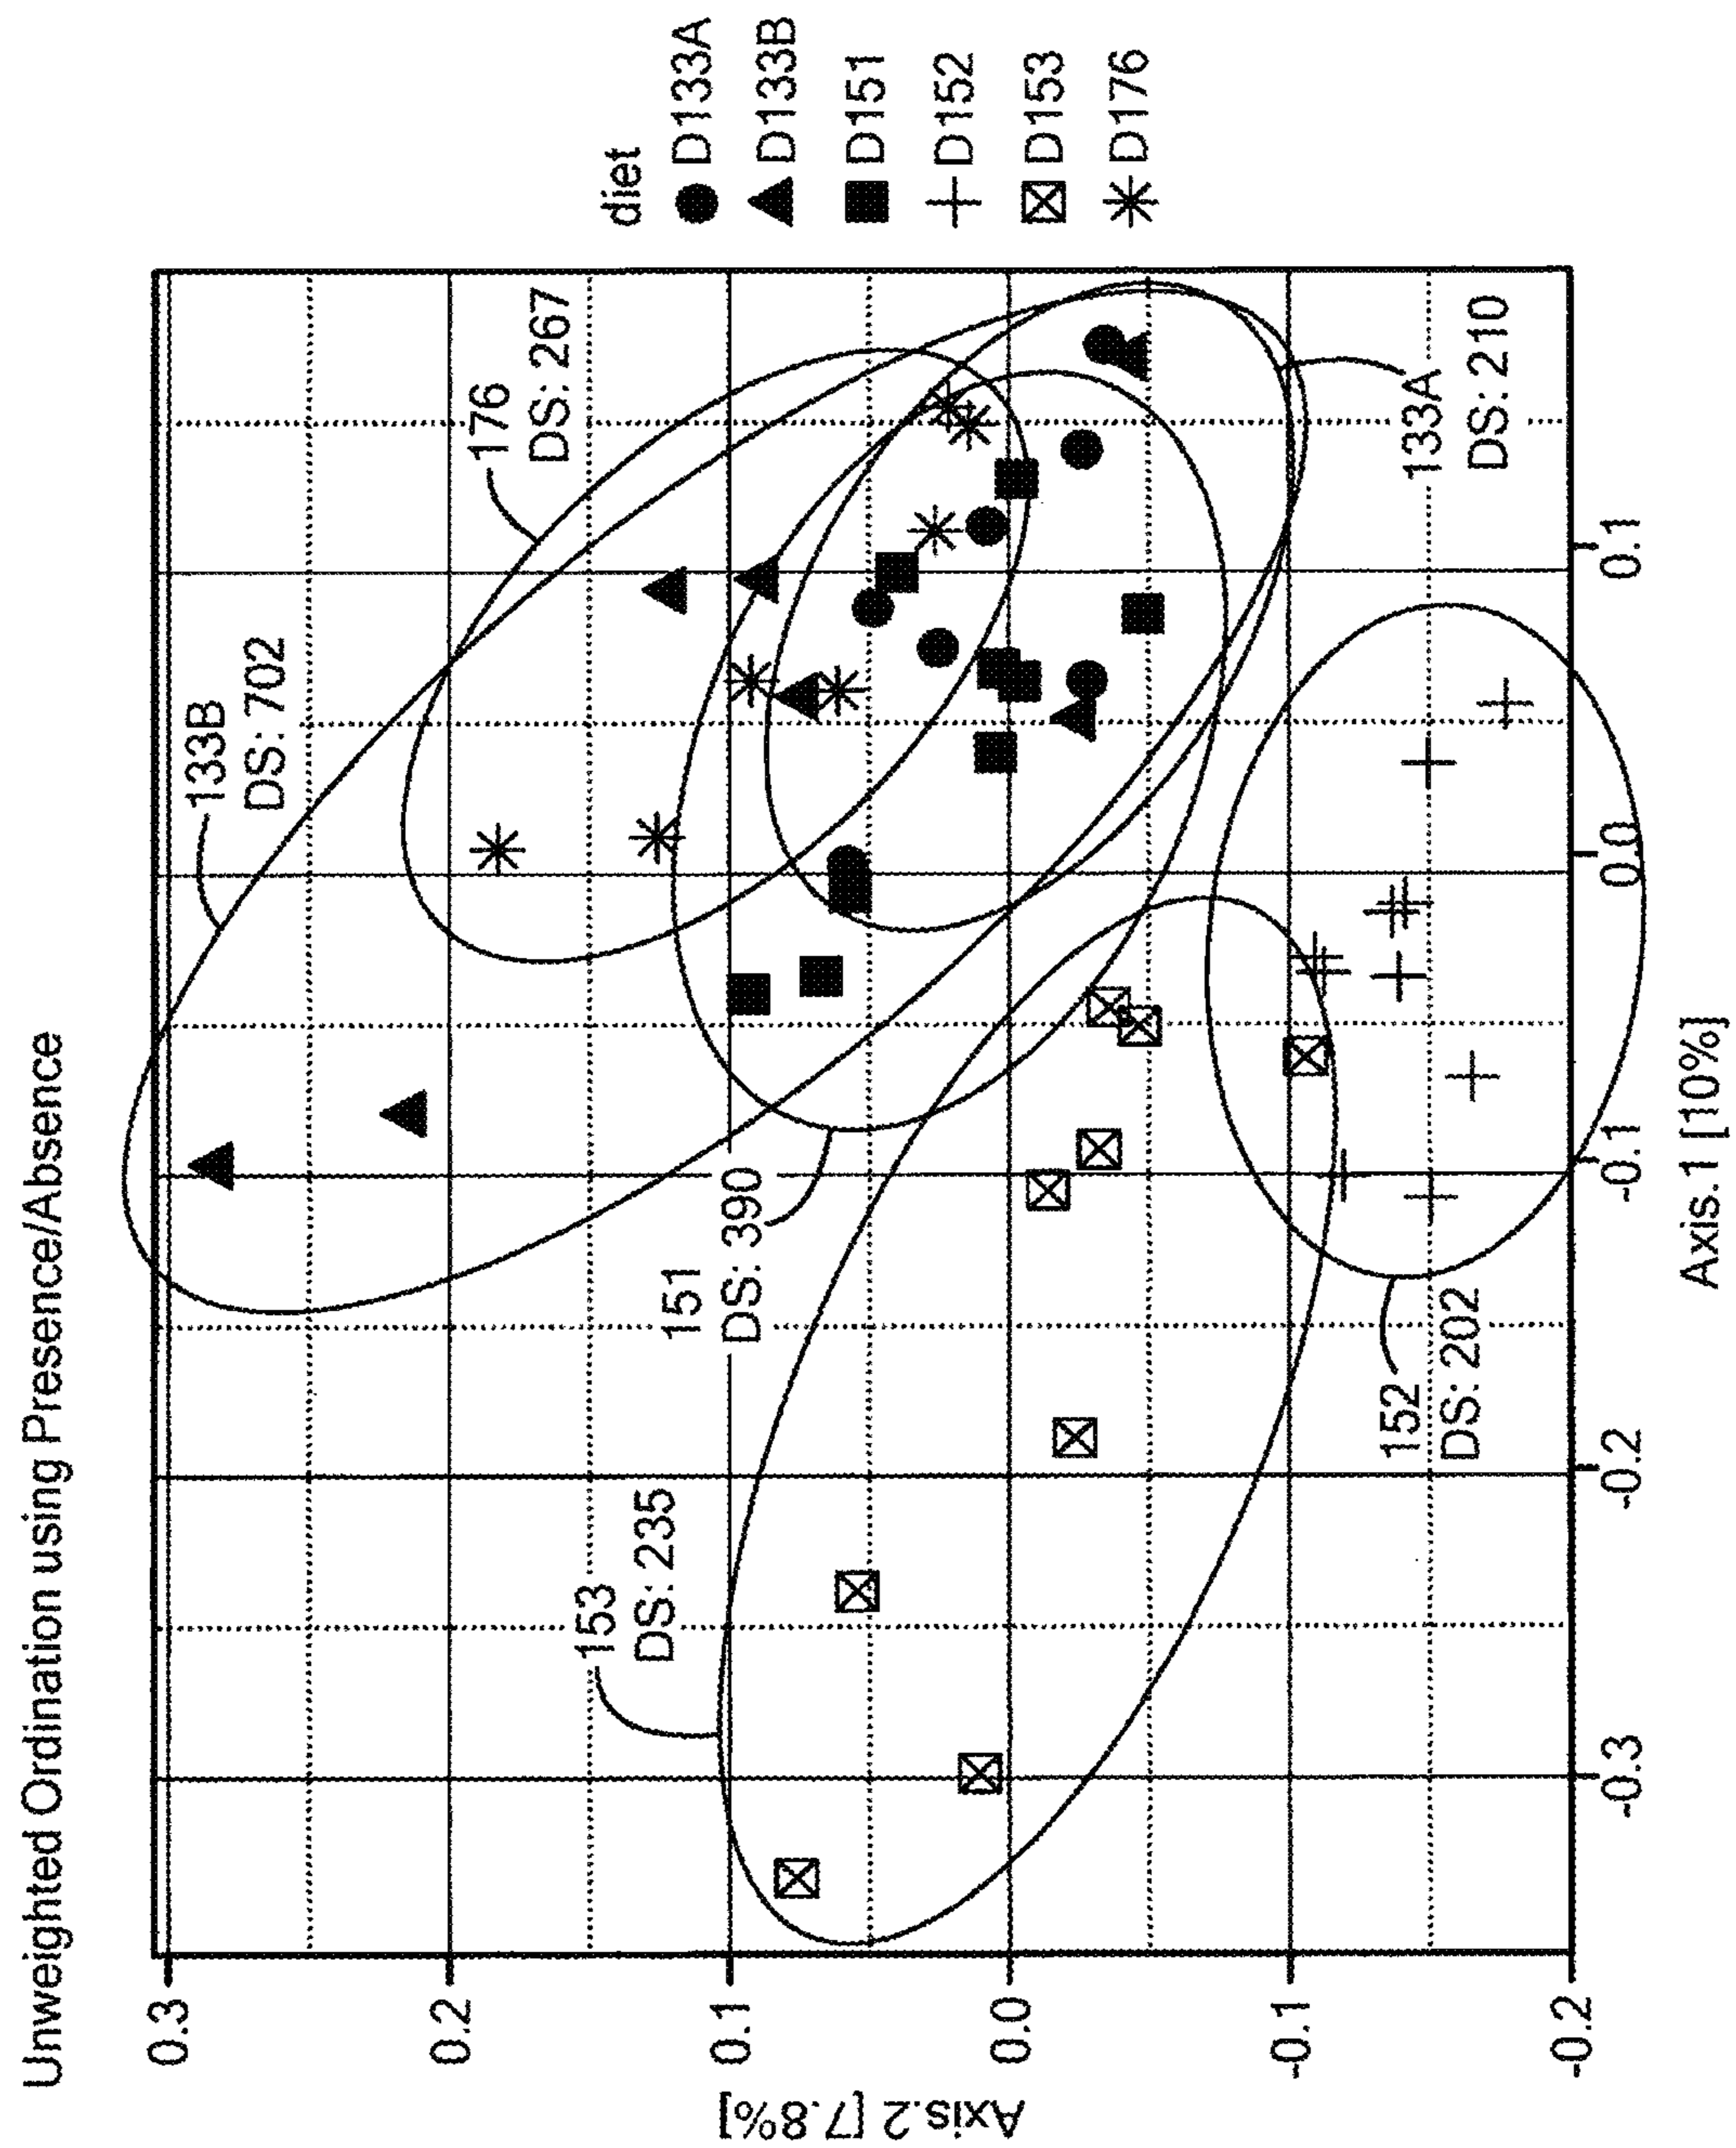 Unweighted Ordination using Presence/Absence
Axis.2 [7.8%]
0.3
0.2
0.1
0.0
-0.1
-0.2
133B
DS: 702
176
DS: 267
153
DS: 235
151
DS: 390
152
DS: 202
133A
DS: 210
-0.3
-0.2
-0.1
0.0
0.1
Axis.1 [10%]
diet
D133A
D133B
D151
D152
D153
D176